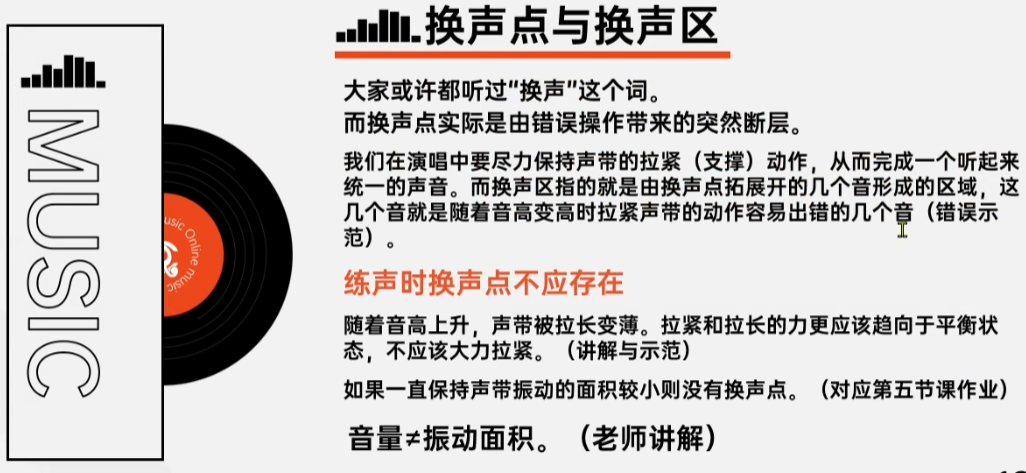 换声点与换声区
MUSIC
usic Online music
大家或许都听过“换声”这个词。
而换声点实际是由错误操作带来的突然断层。
我们在演唱中要尽力保持声带的拉紧（支撑）动作，从而完成一个听起来
统一的声音。而换声区指的就是由换声点拓展开的几个音形成的区域，这
几个音就是随着音高变高时拉紧声带的动作容易出错的几个音（错误示
范）。
练声时换声点不应存在
随着音高上升，声带被拉长变薄。拉紧和拉长的力更应该趋向于平衡状
态，不应该大力拉紧。（讲解与示范）
如果一直保持声带振动的面积较小则没有换声点。（对应第五节课作业）
音量≠振动面积。（老师讲解）